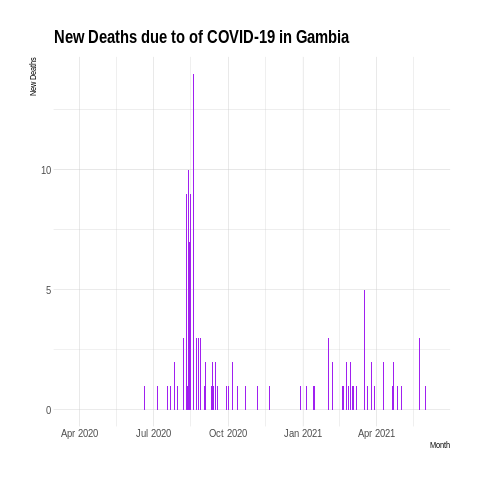 New Deaths due to of COVID-19 in Gambia
New Deaths
10
5
0
Apr 2020 Jul 2020 Oct 2020 Jan 2021 Apr 2021
Month